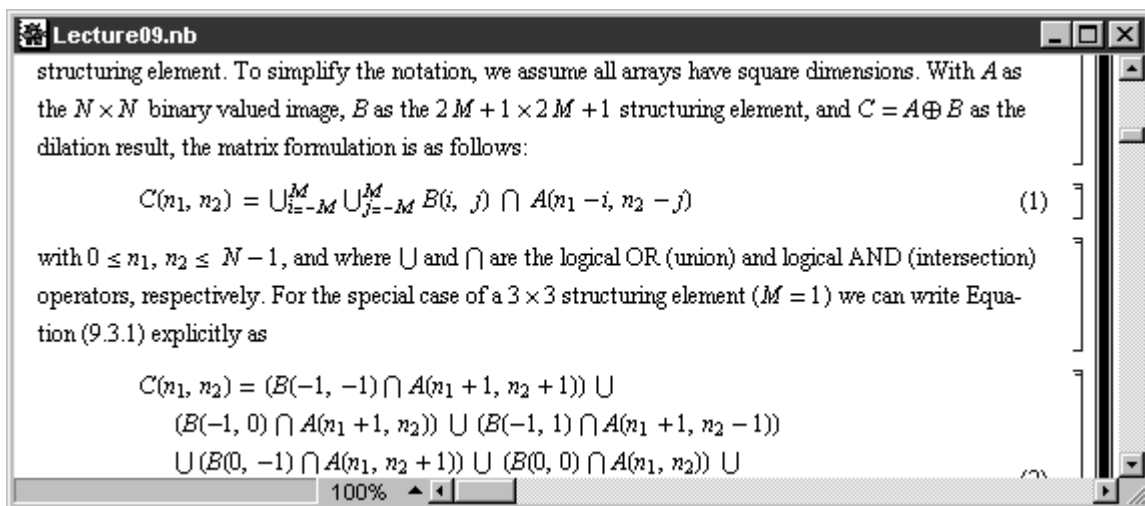 Lecture09.nb
structuring element. To simplify the notation, we assume all arrays have square dimensions. With A as
the N × N binary valued image, B as the 2 M + 1 × 2 M + 1 structuring element, and C = A ⊕ B as the
dilation result, the matrix formulation is as follows:
C(n₁, n₂) = ⋃_{i=-M}^{M} ⋃_{j=-M}^{M} B(i, j) ⋂ A(n₁ − i, n₂ − j) (1)
with 0 ≤ n₁, n₂ ≤ N − 1, and where ⋃ and ⋂ are the logical OR (union) and logical AND (intersection)
operators, respectively. For the special case of a 3 × 3 structuring element (M = 1) we can write Equa-
tion (9.3.1) explicitly as
C(n₁, n₂) = (B(−1, −1) ⋂ A(n₁ + 1, n₂ + 1)) ⋃
(B(−1, 0) ⋂ A(n₁ + 1, n₂)) ⋃ (B(−1, 1) ⋂ A(n₁ + 1, n₂ − 1))
⋃ (B(0, −1) ⋂ A(n₁, n₂ + 1)) ⋃ (B(0, 0) ⋂ A(n₁, n₂)) ⋃
100%